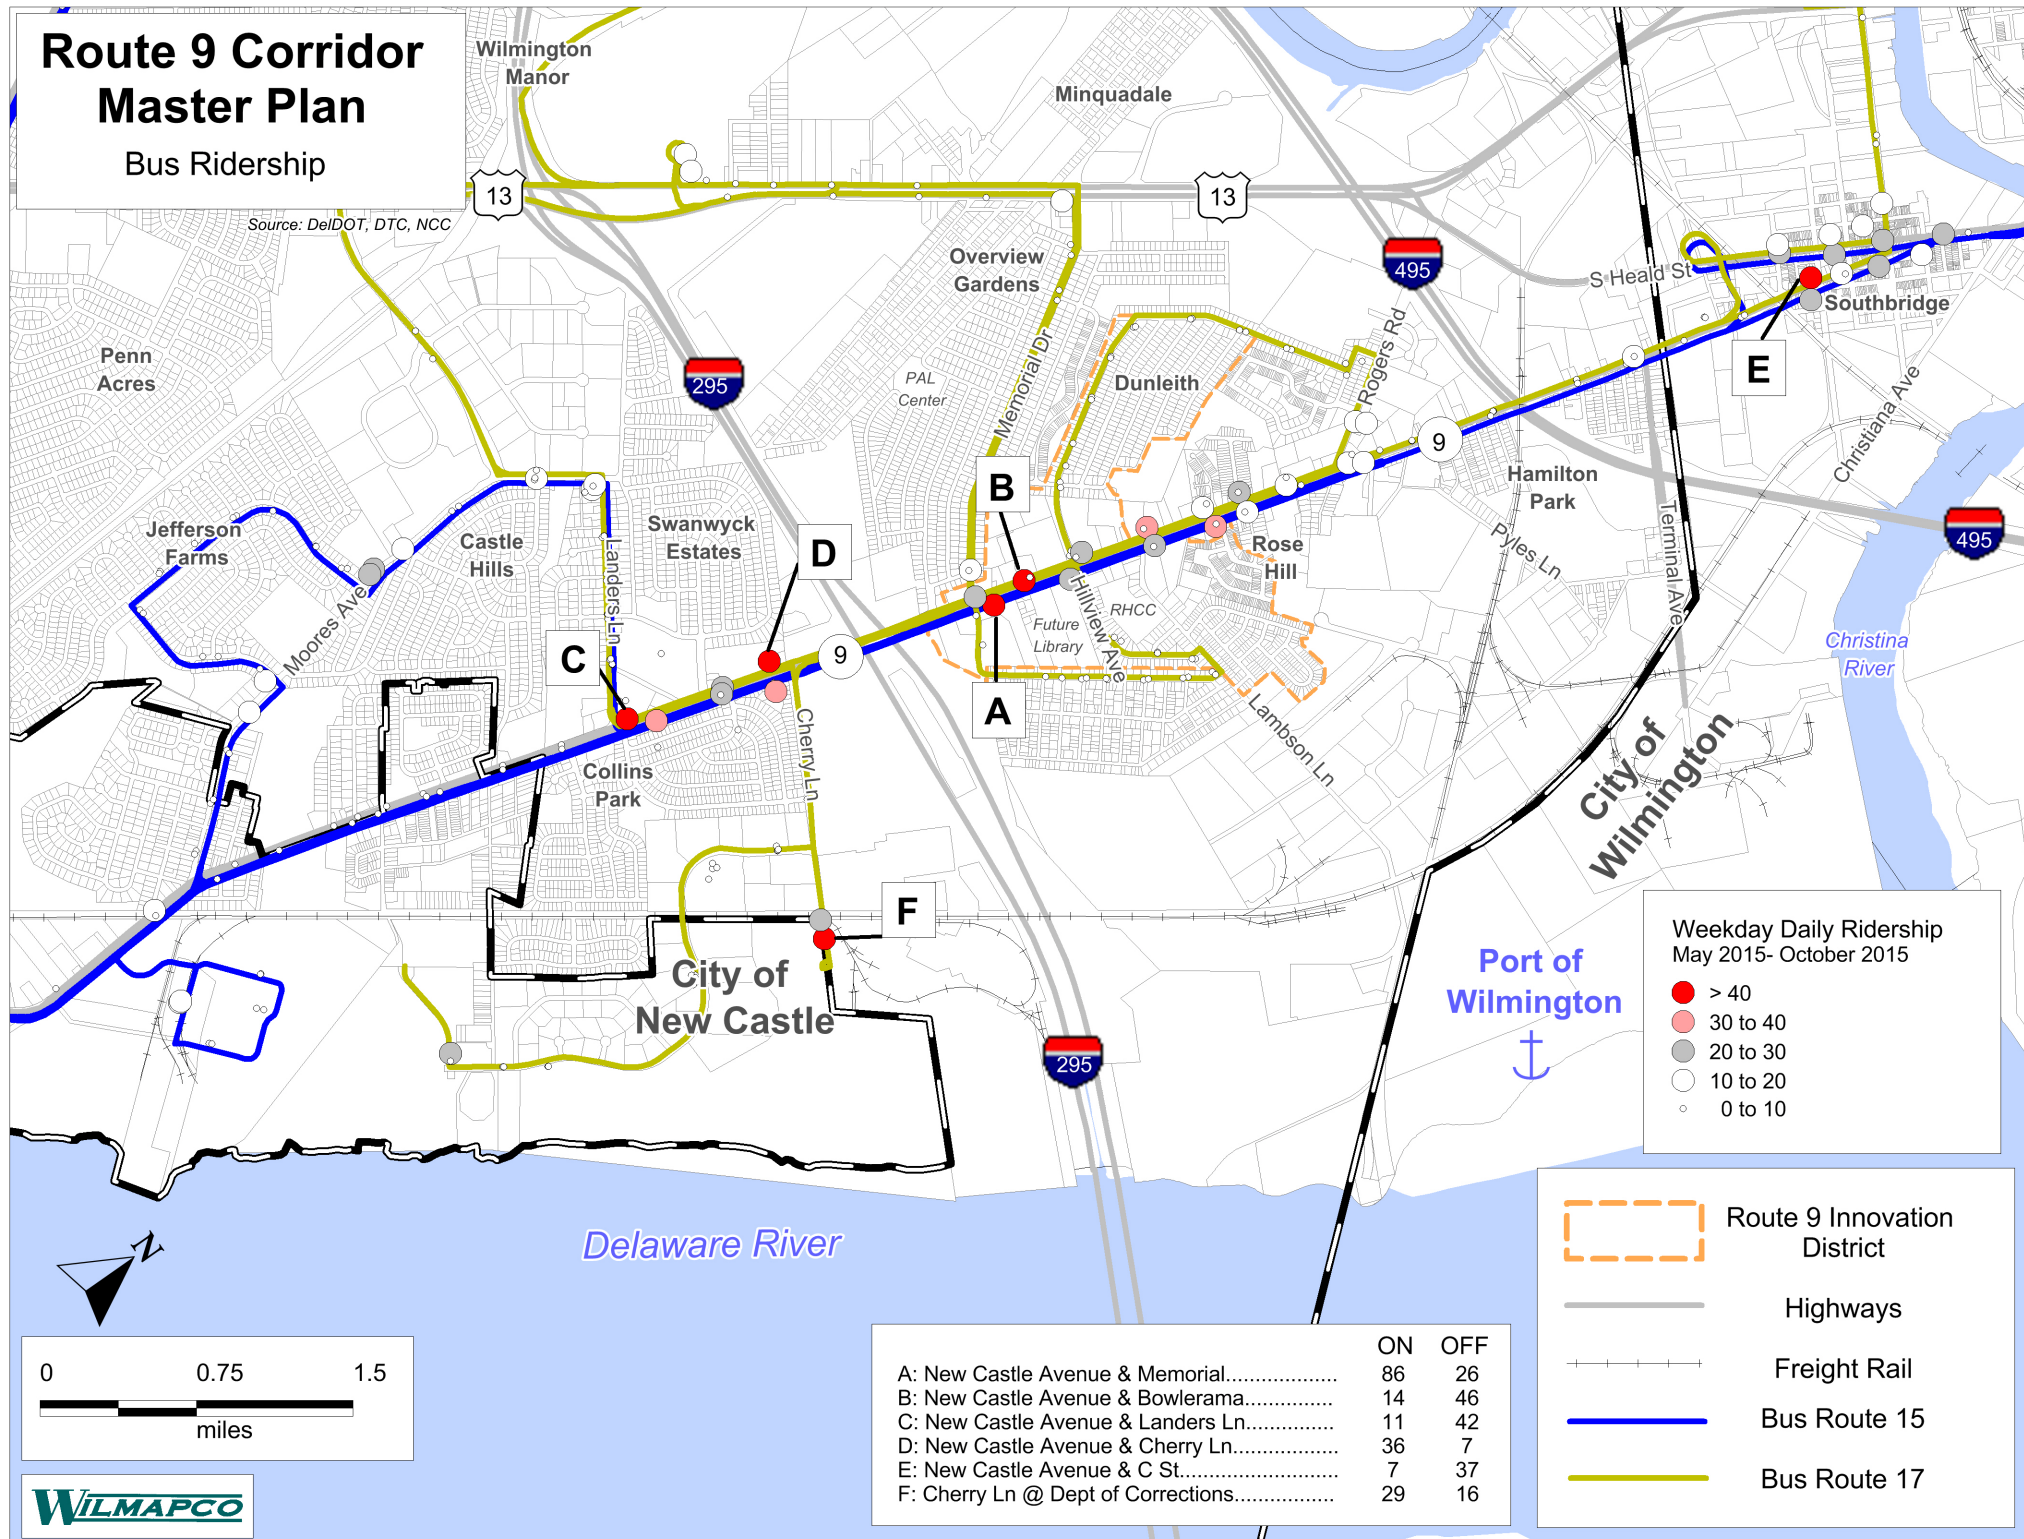 Route 9 Corridor
Master Plan
Bus Ridership
Source: DelDOT, DTC, NCC
Wilmington
Manor
Minquadale
13
13
Overview
Gardens
495
S Heald St
Southbridge
E
Penn
Acres
295
PAL
Center
Memorial Dr
Dunleith
Rogers Rd
9
Christiana Ave
Hamilton
Park
B
Jefferson
Farms
Castle
Hills
Swanwyck
Estates
D
Landers Ln
Rose
Hill
Pyles Ln
Terminal Ave
495
Moores Ave
C
9
Hillview Ave
RHCC
Future
Library
Christina
River
A
Lambson Ln
Cherry Ln
Collins
Park
City of
Wilmington
F
City of
New Castle
Port of
Wilmington
295
Weekday Daily Ridership
May 2015- October 2015
> 40
30 to 40
20 to 30
10 to 20
0 to 10
Delaware River
N
Route 9 Innovation
District
Highways
Freight Rail
Bus Route 15
Bus Route 17
0 0.75 1.5
miles
WILMAPCO
ON OFF
A: New Castle Avenue & Memorial................... 86 26
B: New Castle Avenue & Bowlerama............... 14 46
C: New Castle Avenue & Landers Ln............... 11 42
D: New Castle Avenue & Cherry Ln.................. 36 7
E: New Castle Avenue & C St........................... 7 37
F: Cherry Ln @ Dept of Corrections................. 29 16